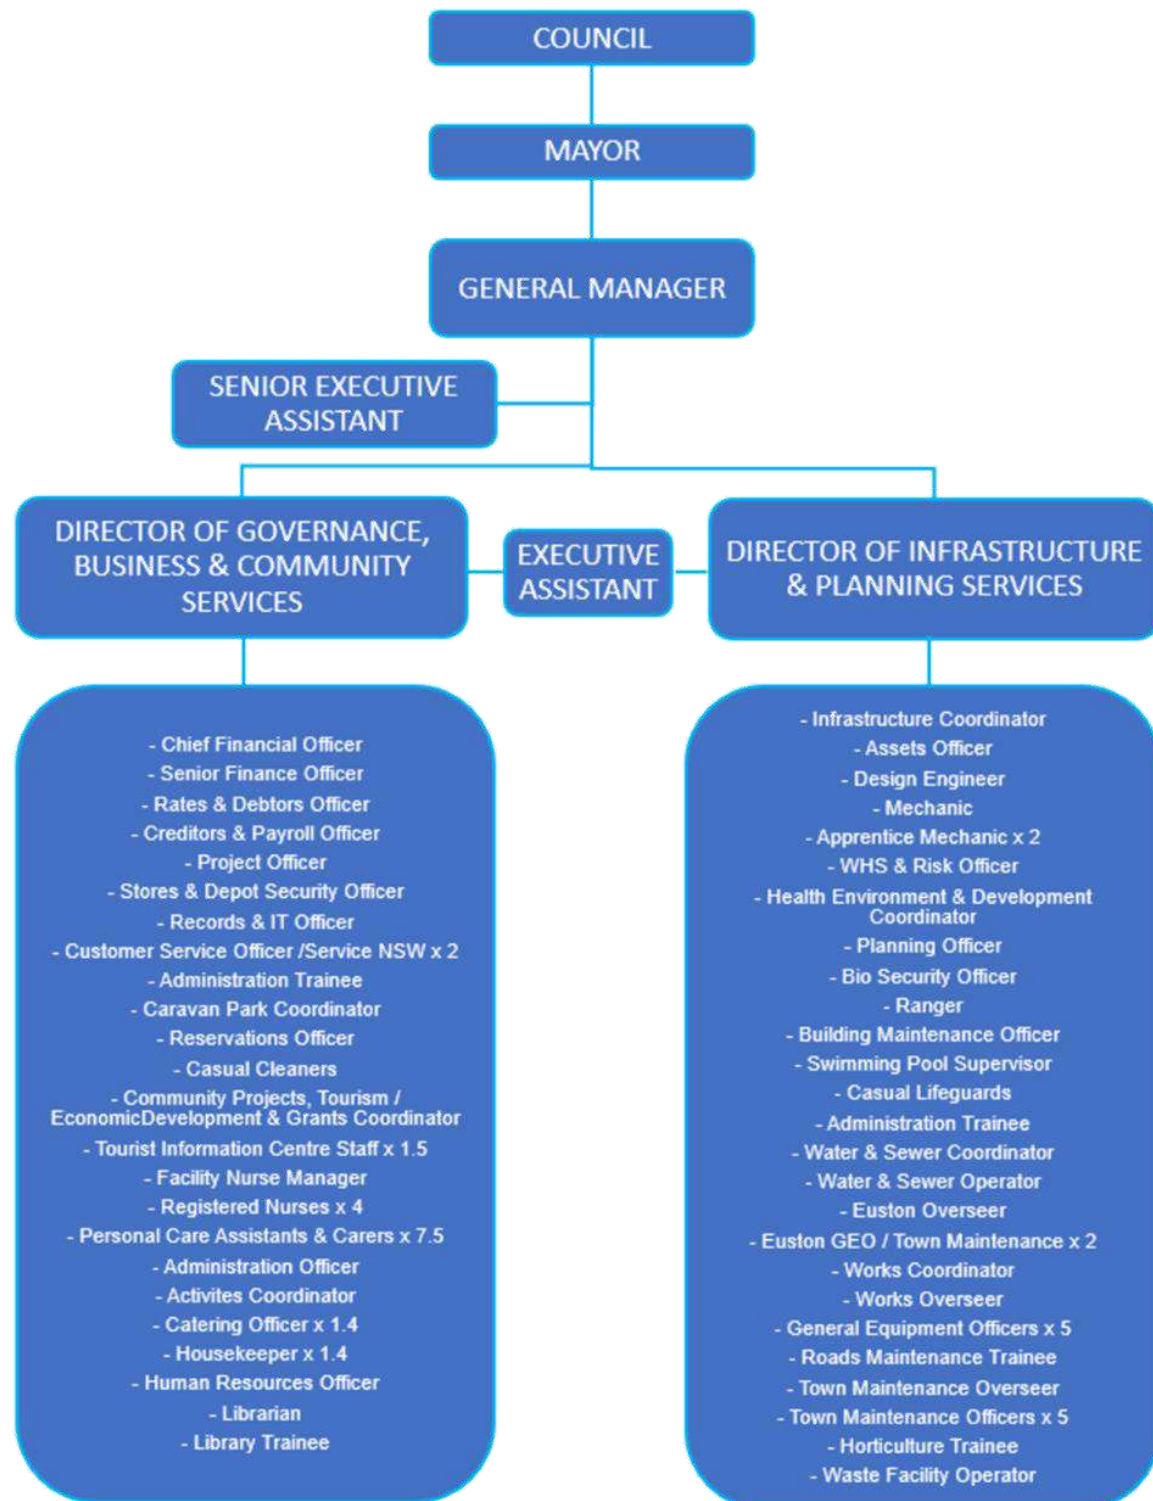 COUNCIL
MAYOR
GENERAL MANAGER
SENIOR EXECUTIVE
ASSISTANT
DIRECTOR OF GOVERNANCE,
BUSINESS & COMMUNITY
SERVICES
EXECUTIVE
ASSISTANT
DIRECTOR OF INFRASTRUCTURE
& PLANNING SERVICES
- Chief Financial Officer
- Senior Finance Officer
- Rates & Debtors Officer
- Creditors & Payroll Officer
- Project Officer
- Stores & Depot Security Officer
- Records & IT Officer
- Customer Service Officer /Service NSW x 2
- Administration Trainee
- Caravan Park Coordinator
- Reservations Officer
- Casual Cleaners
- Community Projects, Tourism /
EconomicDevelopment & Grants Coordinator
- Tourist Information Centre Staff x 1.5
- Facility Nurse Manager
- Registered Nurses x 4
- Personal Care Assistants & Carers x 7.5
- Administration Officer
- Activites Coordinator
- Catering Officer x 1.4
- Housekeeper x 1.4
- Human Resources Officer
- Librarian
- Library Trainee
- Infrastructure Coordinator
- Assets Officer
- Design Engineer
- Mechanic
- Apprentice Mechanic x 2
- WHS & Risk Officer
- Health Environment & Development
Coordinator
- Planning Officer
- Bio Security Officer
- Ranger
- Building Maintenance Officer
- Swimming Pool Supervisor
- Casual Lifeguards
- Administration Trainee
- Water & Sewer Coordinator
- Water & Sewer Operator
- Euston Overseer
- Euston GEO / Town Maintenance x 2
- Works Coordinator
- Works Overseer
- General Equipment Officers x 5
- Roads Maintenance Trainee
- Town Maintenance Overseer
- Town Maintenance Officers x 5
- Horticulture Trainee
- Waste Facility Operator